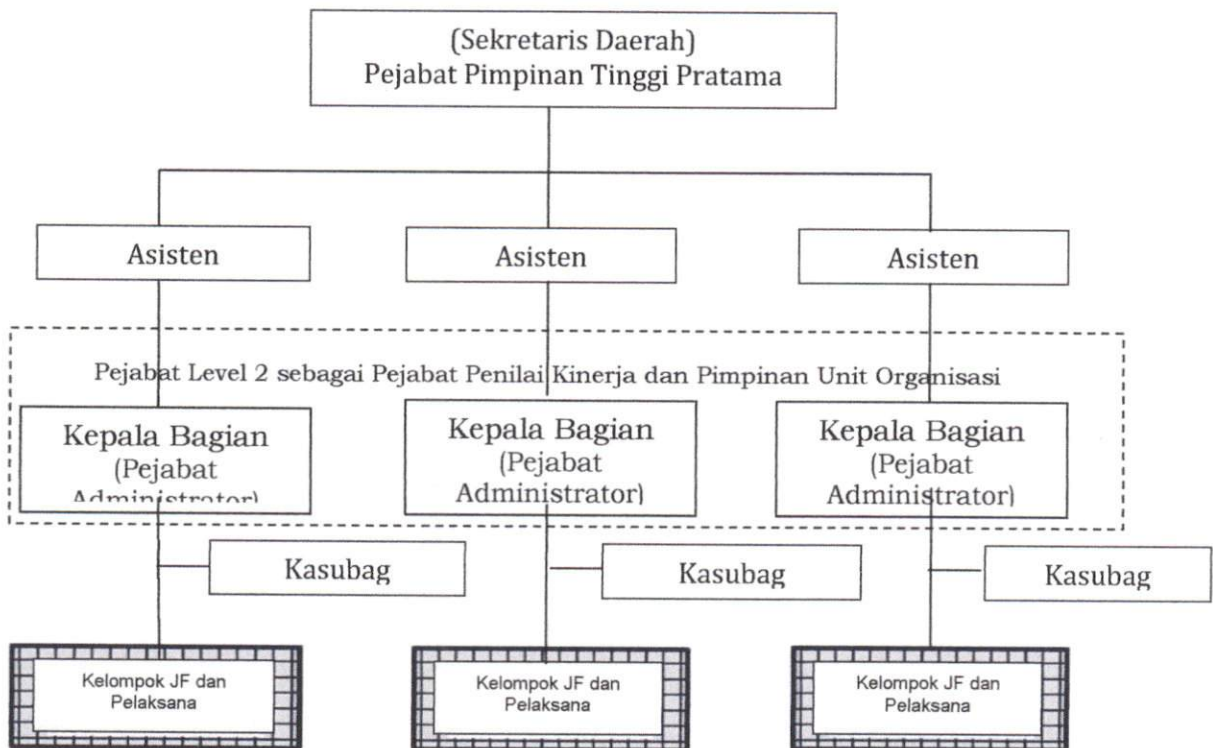 (Sekretaris Daerah)
Pejabat Pimpinan Tinggi Pratama
Asisten
Asisten
Asisten
Pejabat Level 2 sebagai Pejabat Penilai Kinerja dan Pimpinan Unit Organisasi
Kepala Bagian
(Pejabat
Administrator)
Kepala Bagian
(Pejabat
Administrator)
Kepala Bagian
(Pejabat
Administrator)
Kasubag
Kasubag
Kasubag
Kelompok JF dan
Pelaksana
Kelompok JF dan
Pelaksana
Kelompok JF dan
Pelaksana